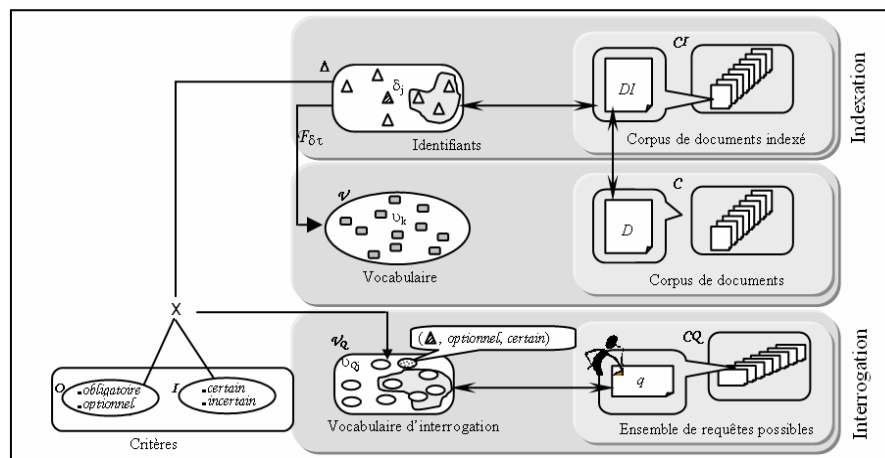 Δ
δj
Identifiants
CI
DI
Corpus de documents indexé
Indexation
Fδτ
V
υk
Vocabulaire
C
D
Corpus de documents
X
O
▪obligatoire
▪optionnel
I
▪certain
▪incertain
Critères
VQ
υQj
( , optionnel, certain)
Vocabulaire d'interrogation
CQ
q
Ensemble de requêtes possibles
Interrogation